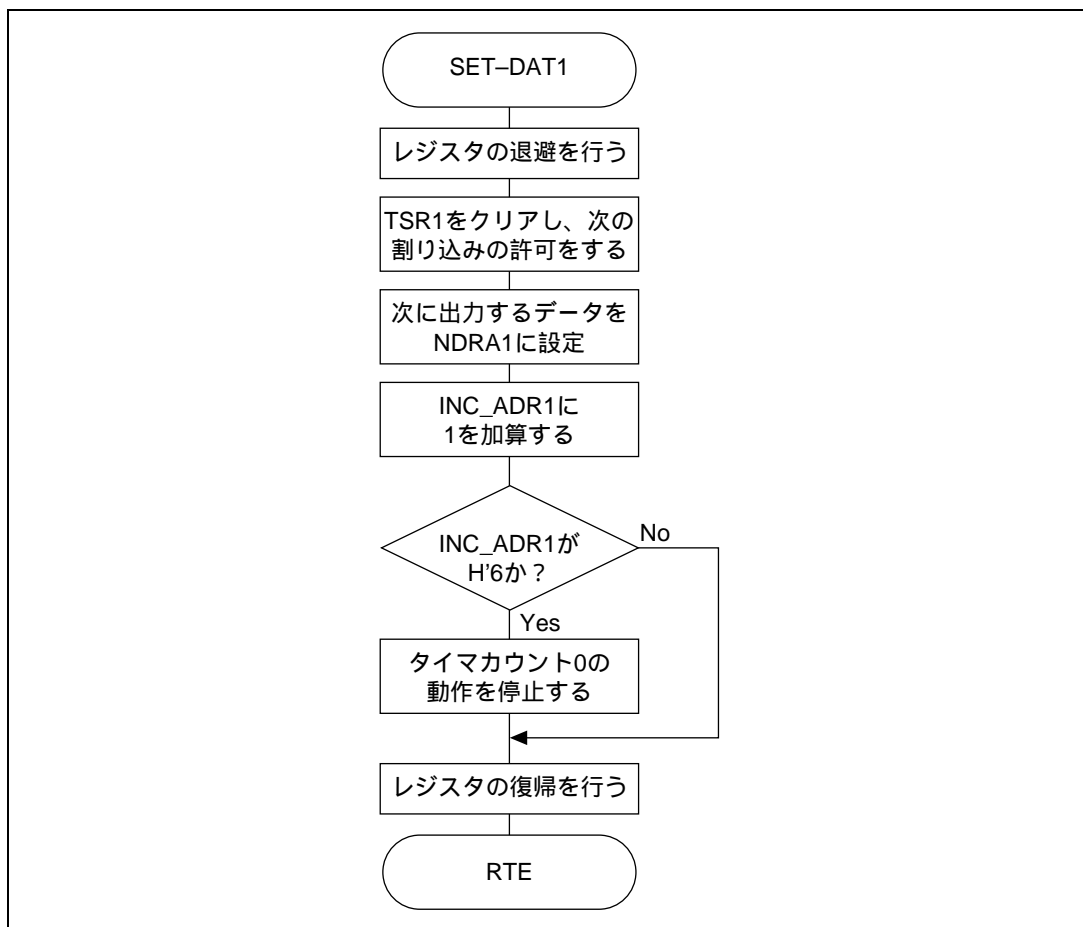 SET–DAT1
レジスタの退避を行う
TSR1をクリアし、次の
割り込みの許可をする
次に出力するデータを
NDRA1に設定
INC_ADR1に
1を加算する
INC_ADR1が
H'6か？
No
Yes
タイマカウント0の
動作を停止する
レジスタの復帰を行う
RTE